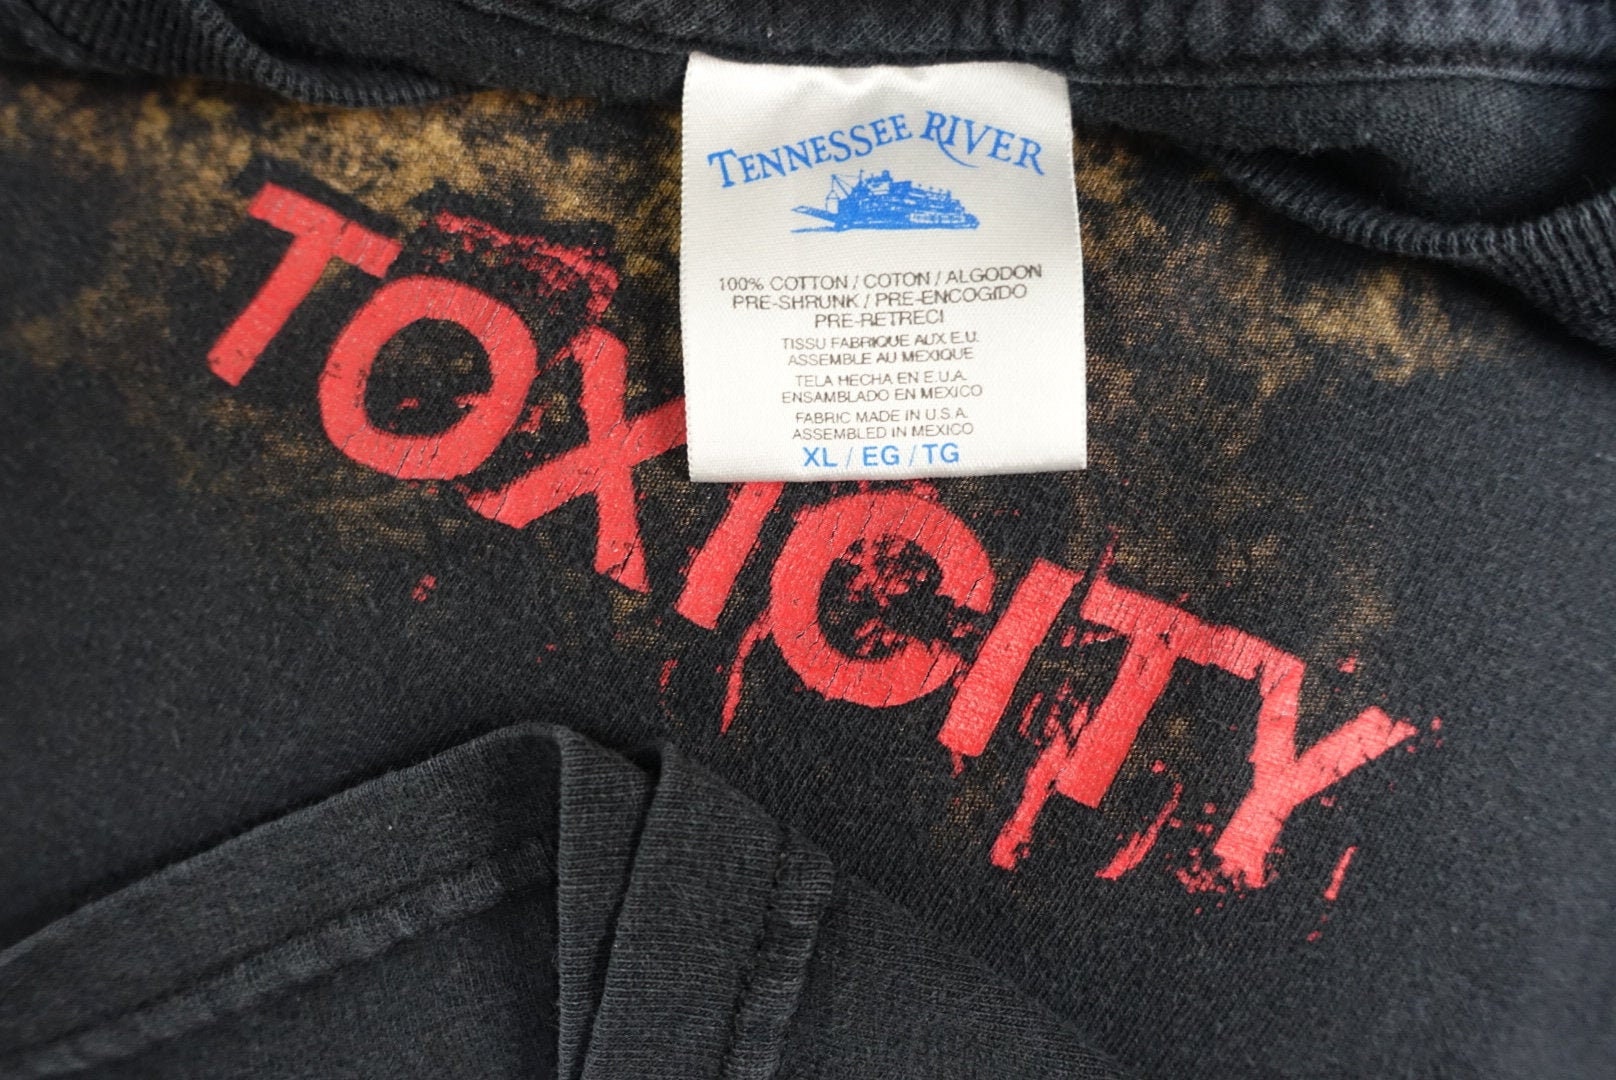 TENNESSEE RIVER
100% COTTON / COTON / ALGODON
PRE-SHRUNK / PRE-ENCOGIDO
PRE-RETRECI
TISSU FABRIQUE AUX E.U.
ASSEMBLE AU MEXIQUE
TELA HECHA EN E.U.A.
ENSAMBLADO EN MEXICO
FABRIC MADE IN U.S.A.
ASSEMBLED IN MEXICO
XL / EG / TG
TOXICITY